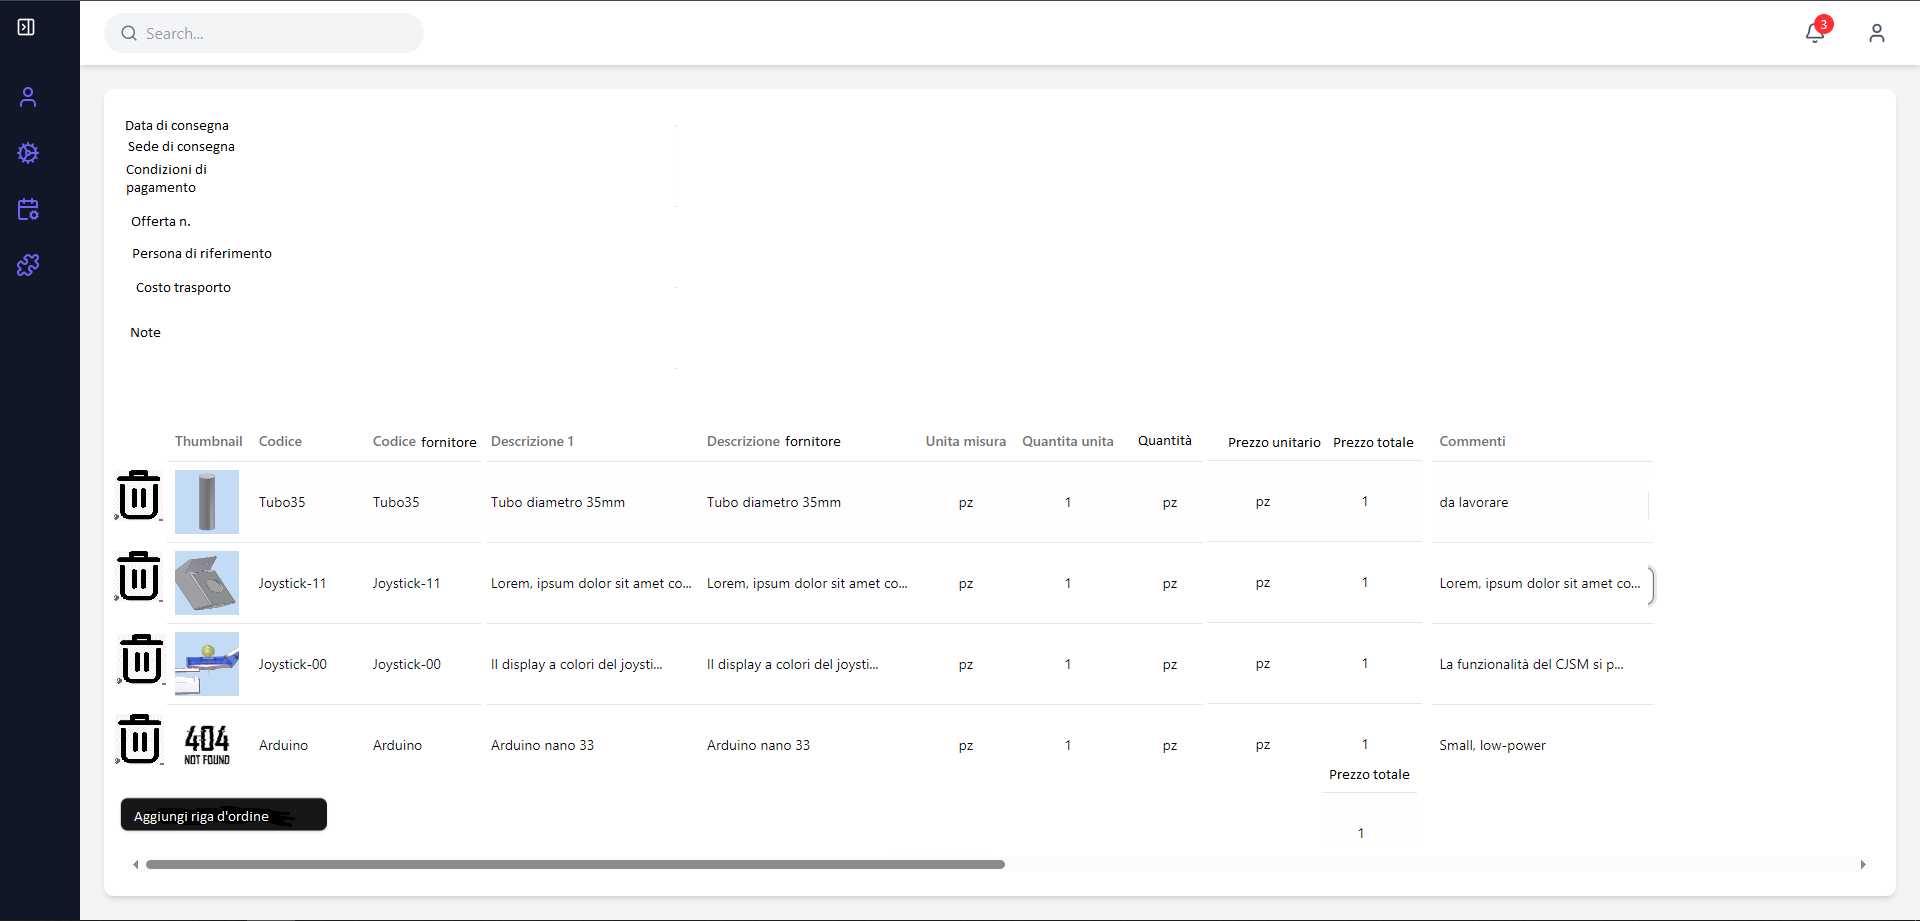 Search...
3
Data di consegna
Sede di consegna
Condizioni di
pagamento
Offerta n.
Persona di riferimento
Costo trasporto
Note
Thumbnail Codice Codice fornitore Descrizione 1 Descrizione fornitore Unita misura Quantita unita Quantità Prezzo unitario Prezzo totale Commenti
Tubo35 Tubo35 Tubo diametro 35mm Tubo diametro 35mm pz 1 pz pz 1 da lavorare
Joystick-11 Joystick-11 Lorem, ipsum dolor sit amet co... Lorem, ipsum dolor sit amet co... pz 1 pz pz 1 Lorem, ipsum dolor sit amet co...
Joystick-00 Joystick-00 Il display a colori del joysti... Il display a colori del joysti... pz 1 pz pz 1 La funzionalità del CJSM si p...
404
NOT FOUND
Arduino Arduino Arduino nano 33 Arduino nano 33 pz 1 pz pz 1 Small, low-power
Prezzo totale
Aggiungi riga d'ordine
1